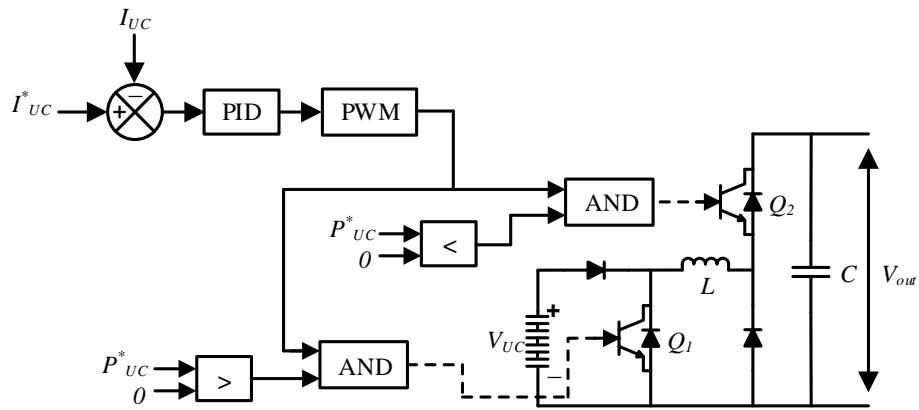 I_UC
I*_UC
+
−
PID
PWM
AND
Q₂
P*_UC
0
<
L
C
V_out
V_UC
+
−
Q₁
AND
P*_UC
0
>